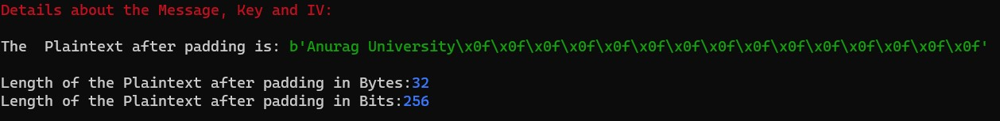 Details about the Message, Key and IV:
The  Plaintext after padding is: b'Anurag University\x0f\x0f\x0f\x0f\x0f\x0f\x0f\x0f\x0f\x0f\x0f\x0f\x0f\x0f\x0f'
Length of the Plaintext after padding in Bytes:32
Length of the Plaintext after padding in Bits:256